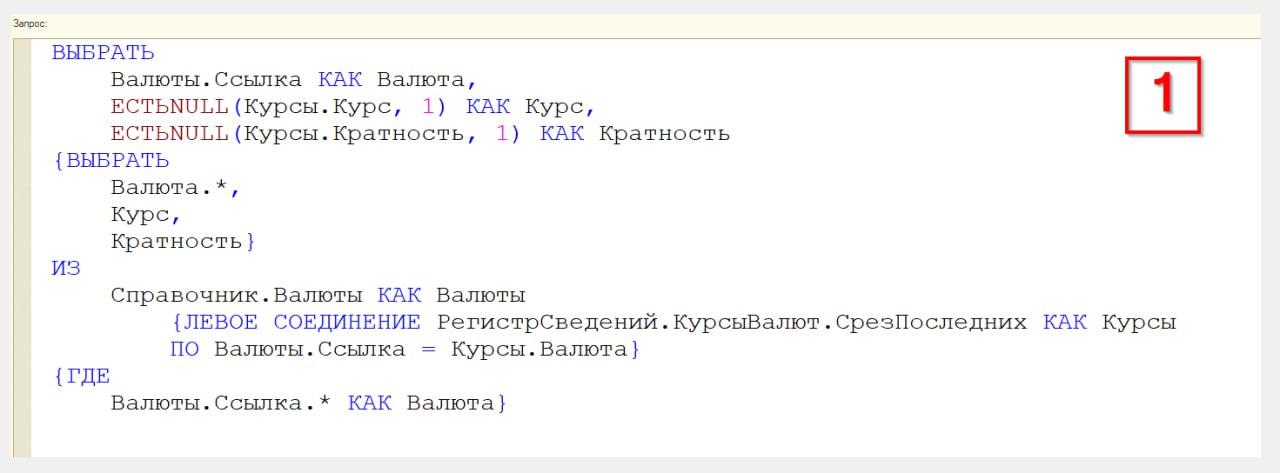 Запрос:
ВЫБРАТЬ
Валюты.Ссылка КАК Валюта,
1
ЕСТЬNULL(Курсы.Курс, 1) КАК Курс,
ЕСТЬNULL(Курсы.Кратность, 1) КАК Кратность
{ВЫБРАТЬ
Валюта.*,
Курс,
Кратность}
ИЗ
Справочник.Валюты КАК Валюты
{ЛЕВОЕ СОЕДИНЕНИЕ РегистрСведений.КурсыВалют.СрезПоследних КАК Курсы
ПО Валюты.Ссылка = Курсы.Валюта}
{ГДЕ
Валюты.Ссылка.* КАК Валюта}